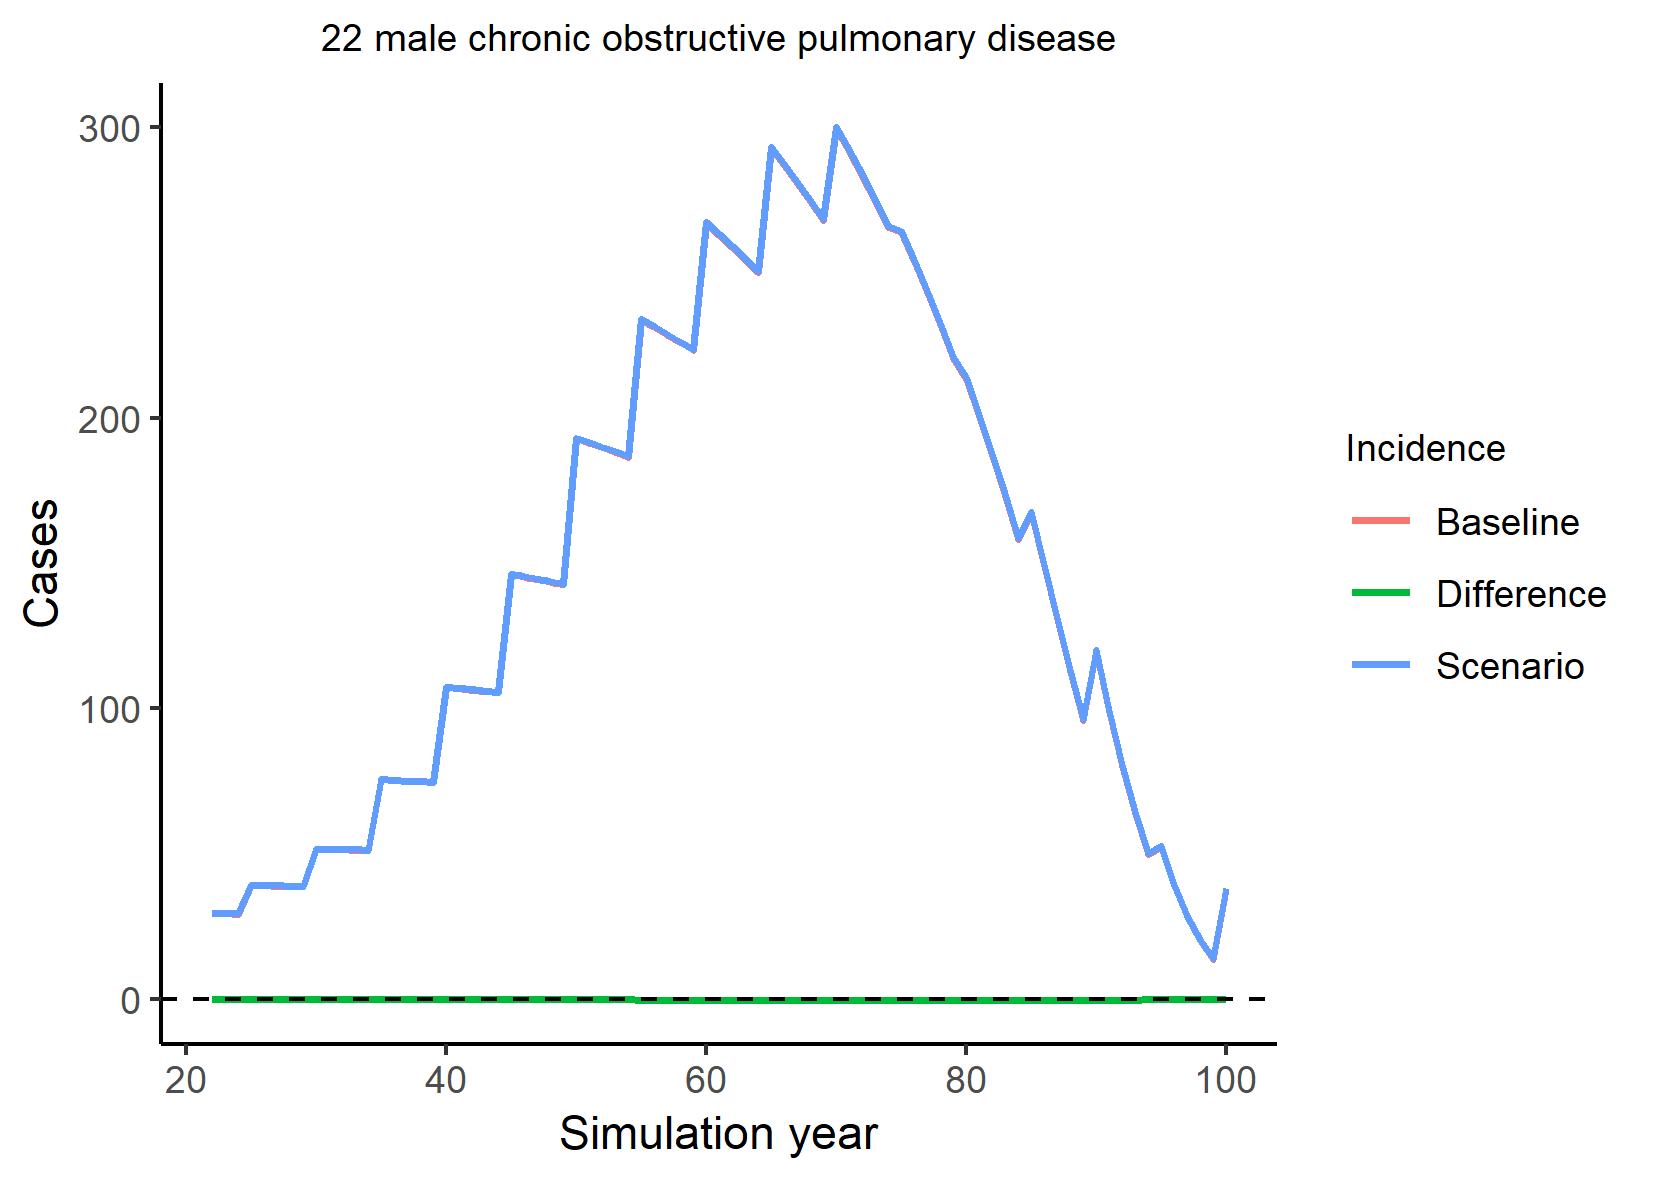 22 male chronic obstructive pulmonary disease
300
200
100
0
Cases
20 40 60 80 100
Simulation year
Incidence
Baseline
Difference
Scenario